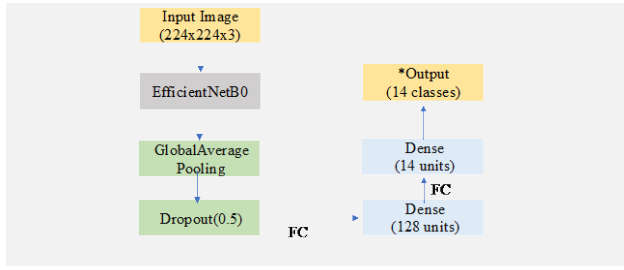 Input Image
(224x224x3)
EfficientNetB0
GlobalAverage
Pooling
Dropout(0.5)
FC
Dense
(128 units)
FC
Dense
(14 units)
*Output
(14 classes)